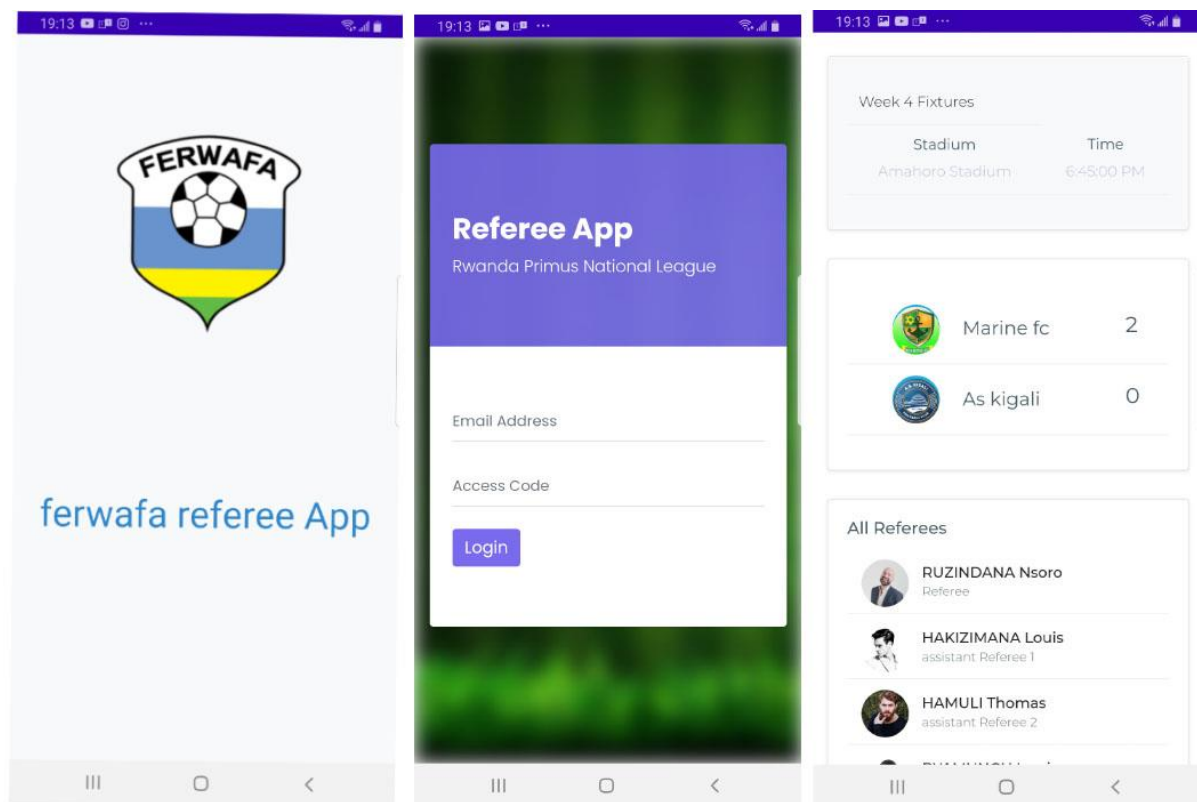 19:13
FERWAFA
ferwafa referee App
19:13
Referee App
Rwanda Primus National League
Email Address
Access Code
Login
19:13
Week 4 Fixtures
Stadium Time
Amahoro Stadium 6:45:00 PM
Marine fc 2
As kigali 0
All Referees
RUZINDANA Nsoro
Referee
HAKIZIMANA Louis
assistant Referee 1
HAMULI Thomas
assistant Referee 2